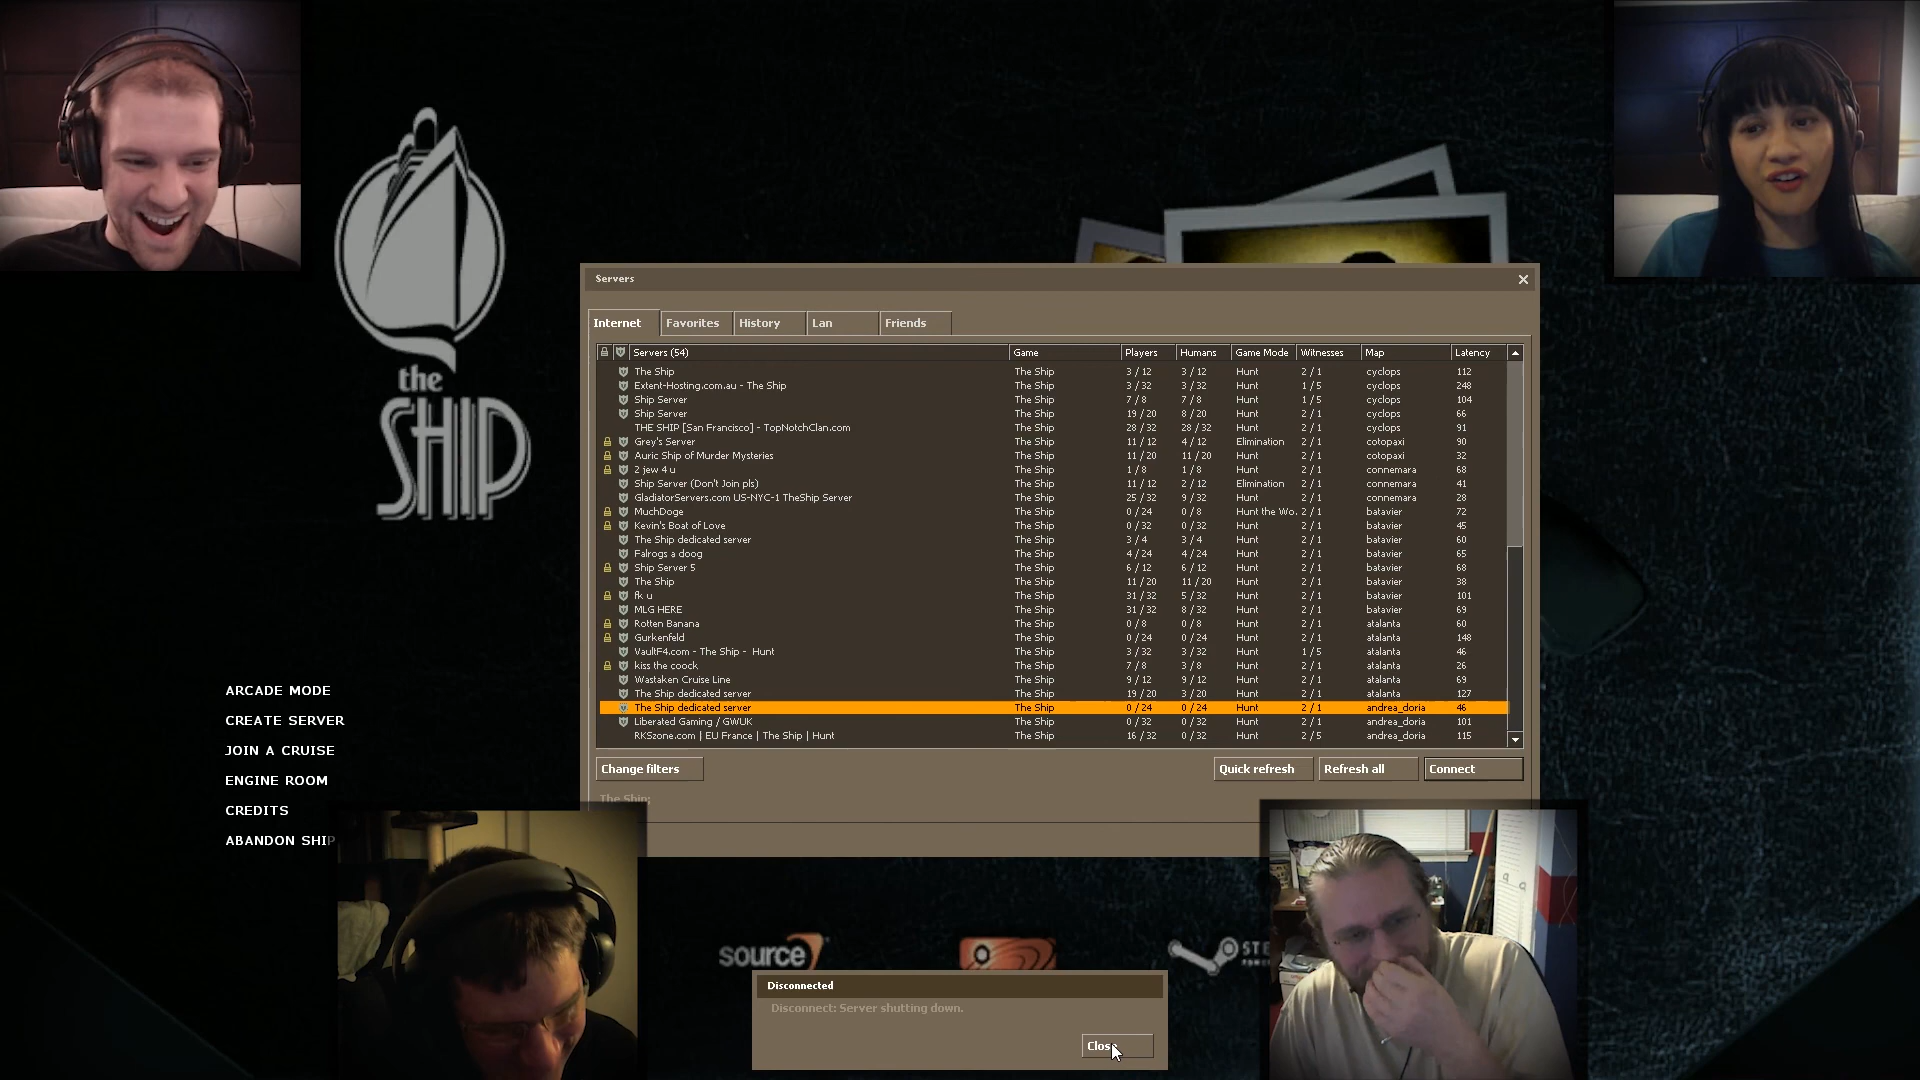 the
SHIP
Servers
Internet Favorites History Lan Friends
Servers (54) Game Players Humans Game Mode Witnesses Map Latency
The Ship The Ship 3 / 12 3 / 12 Hunt 2 / 1 cyclops 112
Extent-Hosting.com.au - The Ship The Ship 3 / 32 3 / 32 Hunt 1 / 5 cyclops 248
Ship Server The Ship 7 / 8 7 / 8 Hunt 1 / 5 cyclops 104
Ship Server The Ship 19 / 20 8 / 20 Hunt 2 / 1 cyclops 66
THE SHIP [San Francisco] - TopNotchClan.com The Ship 28 / 32 28 / 32 Hunt 2 / 1 cyclops 91
Grey's Server The Ship 11 / 12 4 / 12 Elimination 2 / 1 cotopaxi 90
Auric Ship of Murder Mysteries The Ship 11 / 20 11 / 20 Hunt 2 / 1 cotopaxi 32
2 jew 4 u The Ship 1 / 8 1 / 8 Hunt 2 / 1 connemara 68
Ship Server (Don't Join pls) The Ship 11 / 12 2 / 12 Elimination 2 / 1 connemara 41
GladiatorServers.com US-NYC-1 TheShip Server The Ship 25 / 32 9 / 32 Hunt 2 / 1 connemara 28
MuchDoge The Ship 0 / 24 0 / 8 Hunt the Wo. 2 / 1 batavier 72
Kevin's Boat of Love The Ship 0 / 32 0 / 32 Hunt 2 / 1 batavier 45
The Ship dedicated server The Ship 3 / 4 3 / 4 Hunt 2 / 1 batavier 60
Falrogs a doog The Ship 4 / 24 4 / 24 Hunt 2 / 1 batavier 65
Ship Server 5 The Ship 6 / 12 6 / 12 Hunt 2 / 1 batavier 68
The Ship The Ship 11 / 20 11 / 20 Hunt 2 / 1 batavier 38
fk u The Ship 31 / 32 5 / 32 Hunt 2 / 1 batavier 101
MLG HERE The Ship 31 / 32 8 / 32 Hunt 2 / 1 batavier 69
Rotten Banana The Ship 0 / 8 0 / 8 Hunt 2 / 1 atalanta 60
Gurkenfeld The Ship 0 / 24 0 / 24 Hunt 2 / 1 atalanta 148
VaultF4.com - The Ship - Hunt The Ship 3 / 32 3 / 32 Hunt 1 / 5 atalanta 46
kiss the coock The Ship 7 / 8 3 / 8 Hunt 2 / 1 atalanta 26
Wastaken Cruise Line The Ship 9 / 12 9 / 12 Hunt 2 / 1 atalanta 69
The Ship dedicated server The Ship 19 / 20 3 / 20 Hunt 2 / 1 atalanta 127
The Ship dedicated server The Ship 0 / 24 0 / 24 Hunt 2 / 1 andrea_doria 46
Liberated Gaming / GWUK The Ship 0 / 32 0 / 32 Hunt 2 / 1 andrea_doria 101
RKSzone.com | EU France | The Ship | Hunt The Ship 16 / 32 0 / 32 Hunt 2 / 5 andrea_doria 115
Change filters Quick refresh Refresh all Connect
The Ship;
ARCADE MODE
CREATE SERVER
JOIN A CRUISE
ENGINE ROOM
CREDITS
ABANDON SHIP
source
STE
Disconnected
Disconnect: Server shutting down.
Close